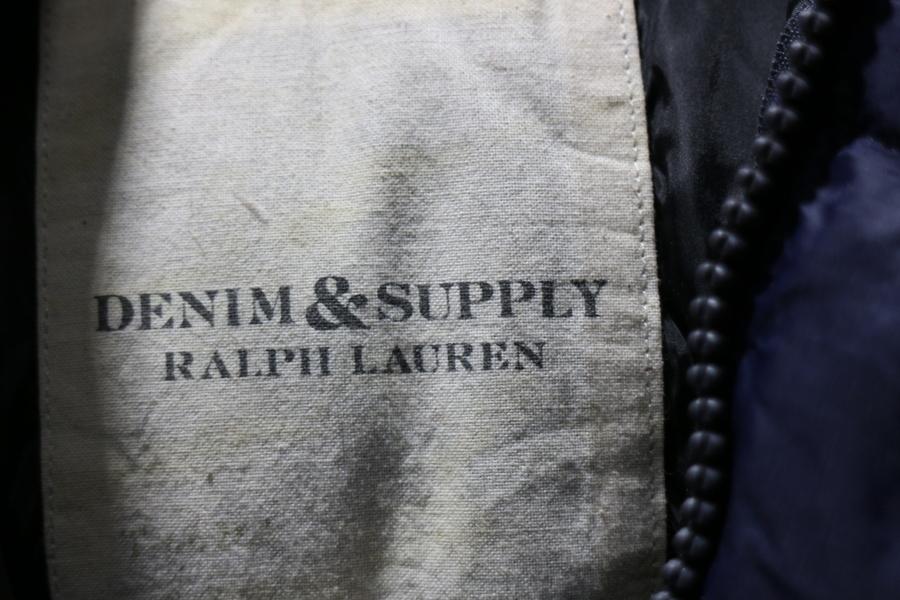 DENIM & SUPPLY
RALPH LAUREN